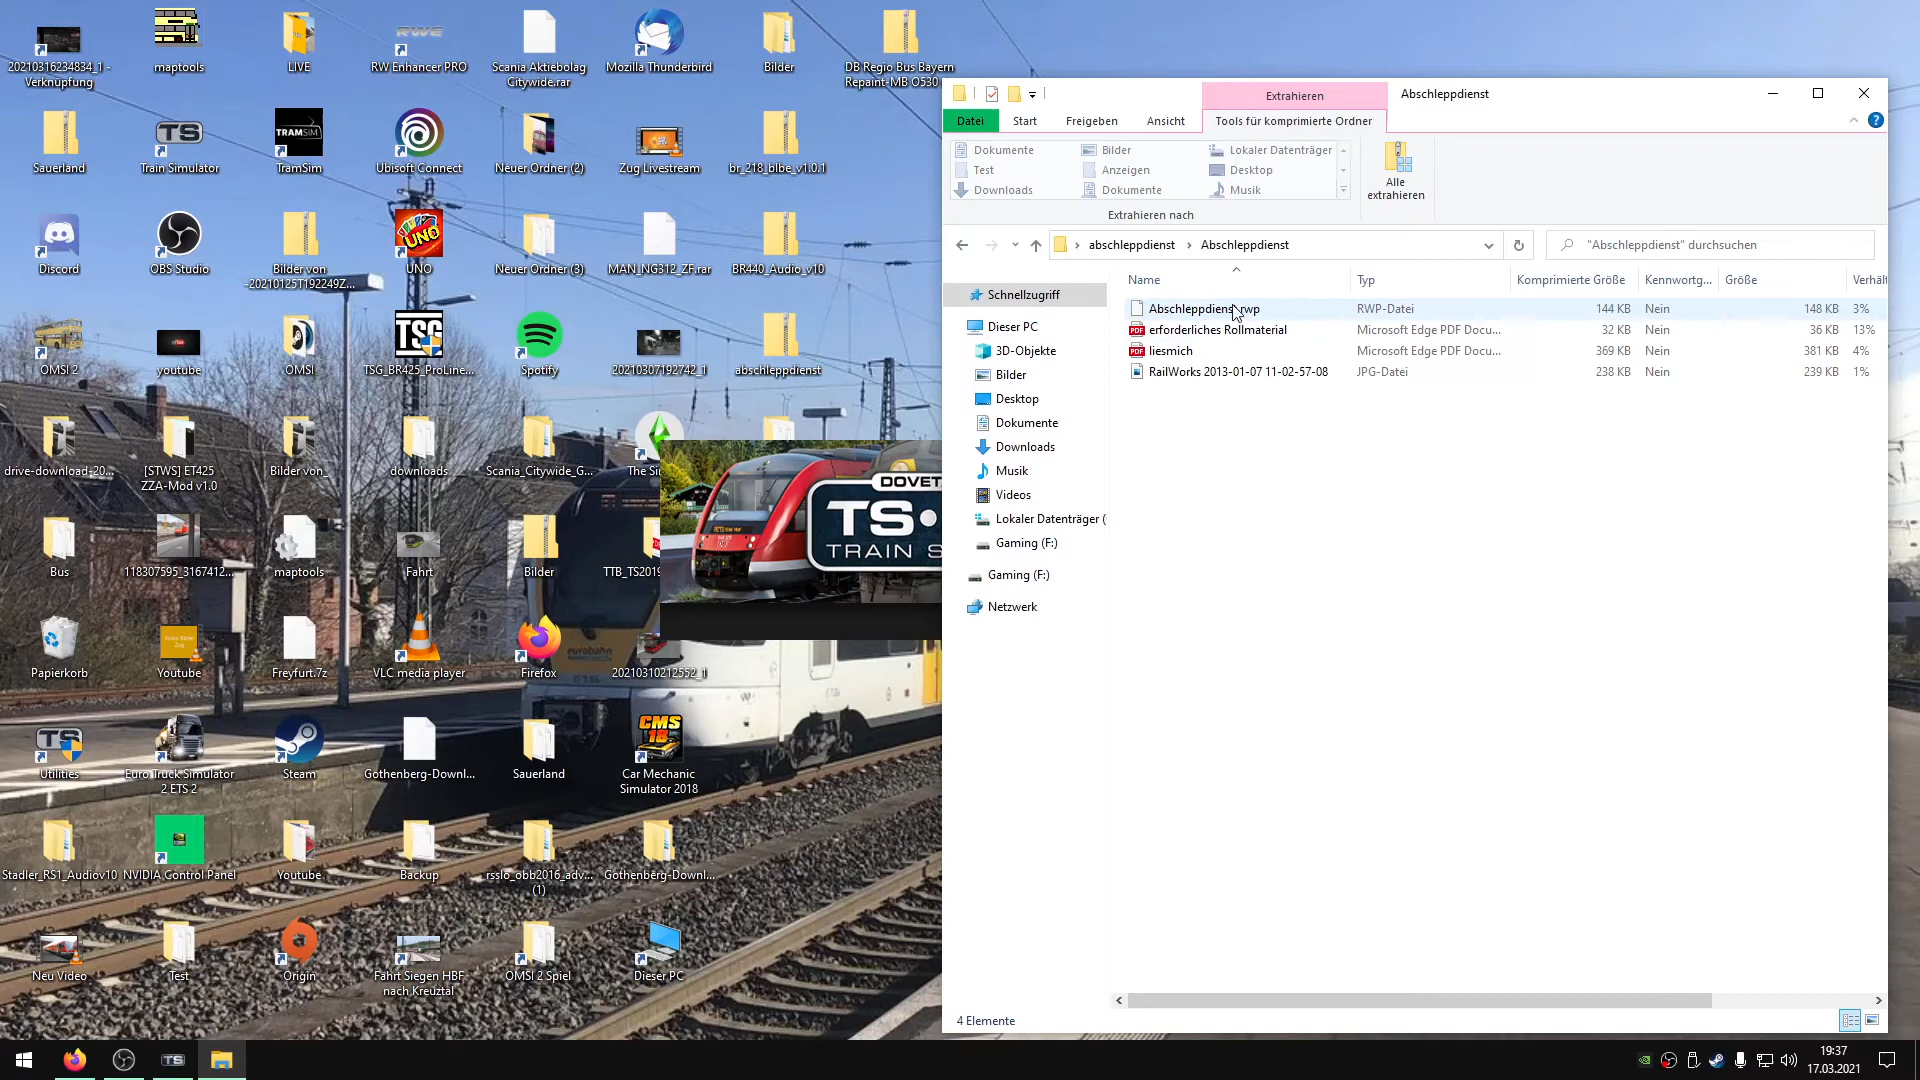 20210316234834_1 -
Verknüpfung
maptools
LIVE
RWE
RW Enhancer PRO
Scania Aktiebolag
Citywide.rar
Mozilla Thunderbird
Bilder
DB Regio Bus Bayern
Repaint-MB O530 ...
Sauerland
TS
Train Simulator
TRAMSIM
TramSim
Ubisoft Connect
Neuer Ordner (2)
Zug Livestream
br_218_blbe_v1.0.1
Discord
OBS Studio
Bilder von
-20210125T192249Z...
UNO
UNO
Neuer Ordner (3)
MAN_NG312_ZF.rar
BR440_Audio_v10
OMSI 2
youtube
OMSI
TSG
TSG_BR425_ProLine...
Spotify
20210307192742_1
abschleppdienst
drive-download-20...
[STWS] ET425
ZZA-Mod v1.0
Bilder von_
downloads
Scania_Citywide_G...
The Si
Bus
118307595_3167412...
maptools
Fahrt
Bilder
TTB_TS2019
DOVET
TS
TRAIN S
Papierkorb
Youtube
Freyfurt.7z
VLC media player
Firefox
20210310212552_1
eurobahn
TS
Utilities
Euro Truck Simulator
2 ETS 2
Steam
Gothenberg-Downl...
Sauerland
CMS
18
Car Mechanic
Simulator 2018
Stadler_RS1_Audiov10
NVIDIA Control Panel
Youtube
Backup
rsslo_obb2016_adv...
(1)
Gothenberg-Downl...
Neu Video
Test
Origin
Fahrt Siegen HBF
nach Kreuztal
OMSI 2 Spiel
Dieser PC
Extrahieren
Abschleppdienst
Datei
Start
Freigeben
Ansicht
Tools für komprimierte Ordner
Dokumente
Bilder
Lokaler Datenträger
Test
Anzeigen
Desktop
Downloads
Dokumente
Musik
Alle
extrahieren
Extrahieren nach
abschleppdienst
Abschleppdienst
"Abschleppdienst" durchsuchen
Name
Typ
Komprimierte Größe
Kennwortg...
Größe
Verhält
Abschleppdienst.rwp
RWP-Datei
144 KB
Nein
148 KB
3%
erforderliches Rollmaterial
Microsoft Edge PDF Docu...
32 KB
Nein
36 KB
13%
liesmich
Microsoft Edge PDF Docu...
369 KB
Nein
381 KB
4%
RailWorks 2013-01-07 11-02-57-08
JPG-Datei
238 KB
Nein
239 KB
1%
Schnellzugriff
Dieser PC
3D-Objekte
Bilder
Desktop
Dokumente
Downloads
Musik
Videos
Lokaler Datenträger (
Gaming (F:)
Gaming (F:)
Netzwerk
4 Elemente
TS
19:37
17.03.2021